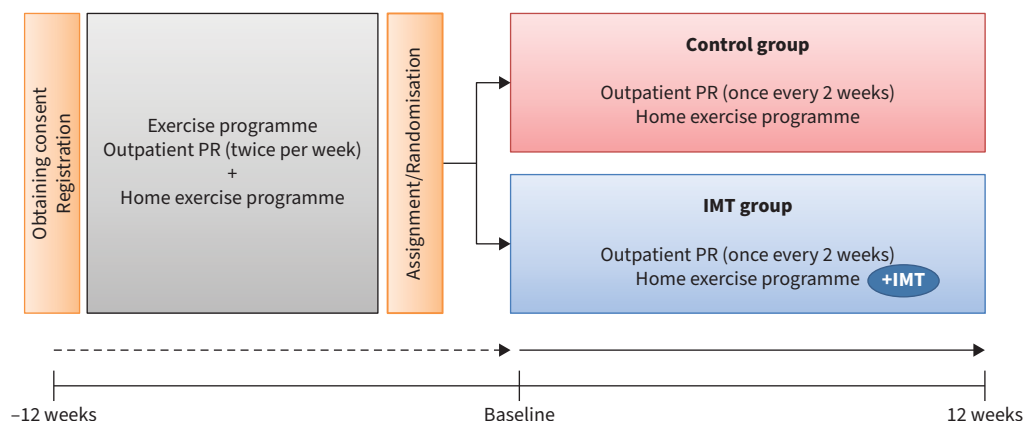 Obtaining consent
Registration
Exercise programme
Outpatient PR (twice per week)
+
Home exercise programme
Assignment/Randomisation
Control group
Outpatient PR (once every 2 weeks)
Home exercise programme
IMT group
Outpatient PR (once every 2 weeks)
Home exercise programme +IMT
–12 weeks
Baseline
12 weeks